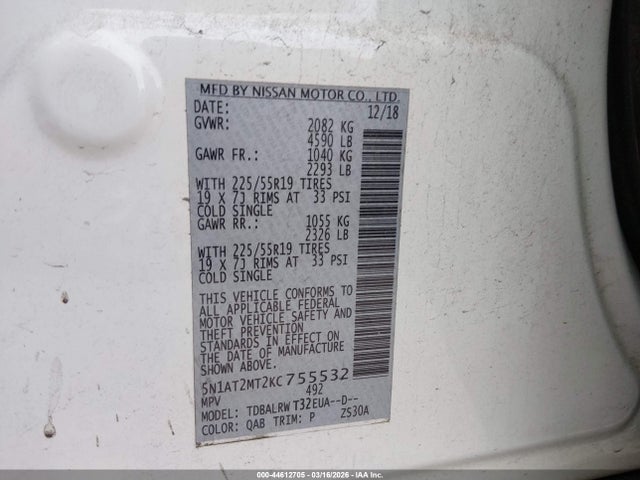 MFD BY NISSAN MOTOR CO., LTD.
DATE: 12/18
GVWR: 2082 KG
4590 LB
GAWR FR.: 1040 KG
2293 LB
WITH 225/55R19 TIRES
19 X 7J RIMS AT 33 PSI
COLD SINGLE
GAWR RR.: 1055 KG
2326 LB
WITH 225/55R19 TIRES
19 X 7J RIMS AT 33 PSI
COLD SINGLE
THIS VEHICLE CONFORMS TO
ALL APPLICABLE FEDERAL
MOTOR VEHICLE SAFETY AND
THEFT PREVENTION
STANDARDS IN EFFECT ON
THE DATE OF MANUFACTURE
SHOWN ABOVE.
5N1AT2MT2KC755532
MPV 492
MODEL: TDBALRW T32EUA--D--
COLOR: QAB TRIM: P ZS30A
000-44612705 - 03/16/2026 - IAA Inc.